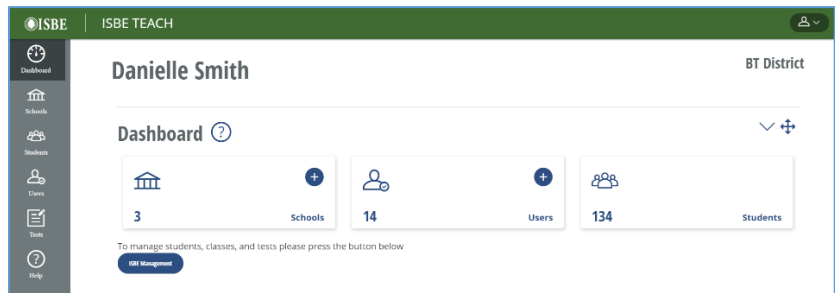 ISBE
ISBE TEACH
Dashboard
Schools
Students
Users
Tests
Help
Danielle Smith
BT District
Dashboard ?
3 Schools
14 Users
134 Students
To manage students, classes, and tests please press the button below
ISBE Management